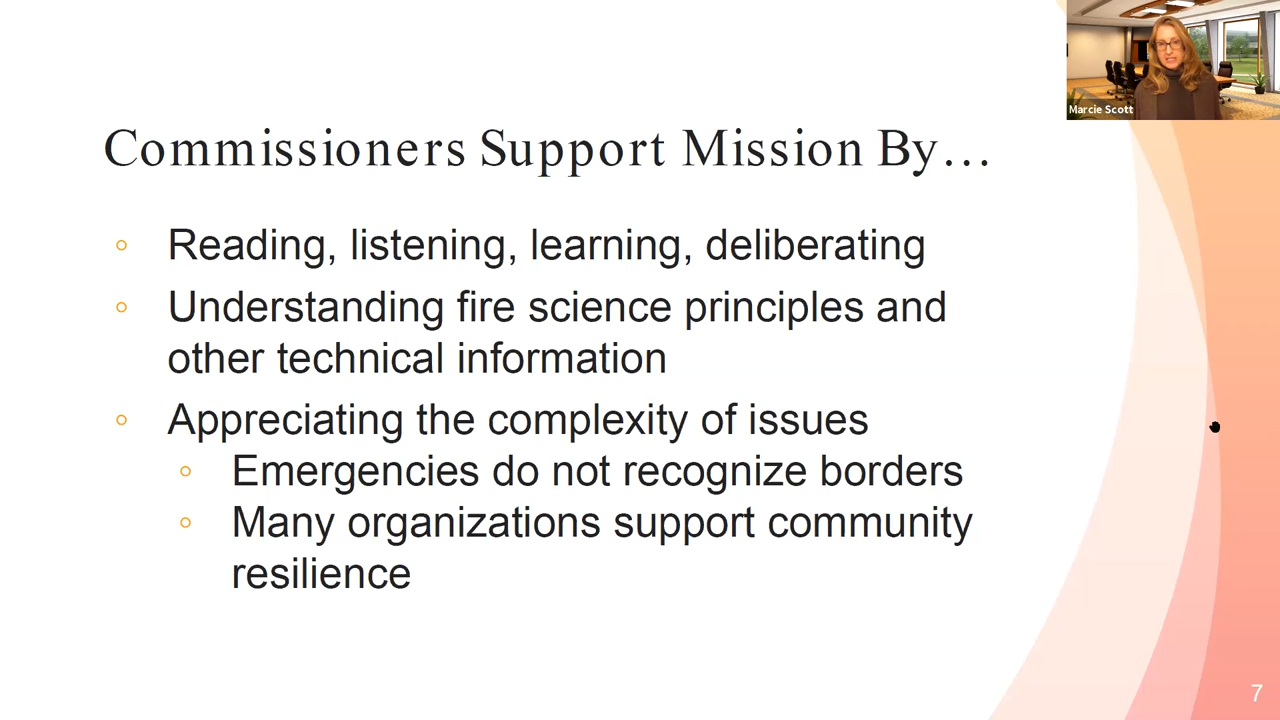 Marcie Scott
Commissioners Support Mission By…
◦ Reading, listening, learning, deliberating
◦ Understanding fire science principles and
other technical information
◦ Appreciating the complexity of issues
◦ Emergencies do not recognize borders
◦ Many organizations support community
resilience
7